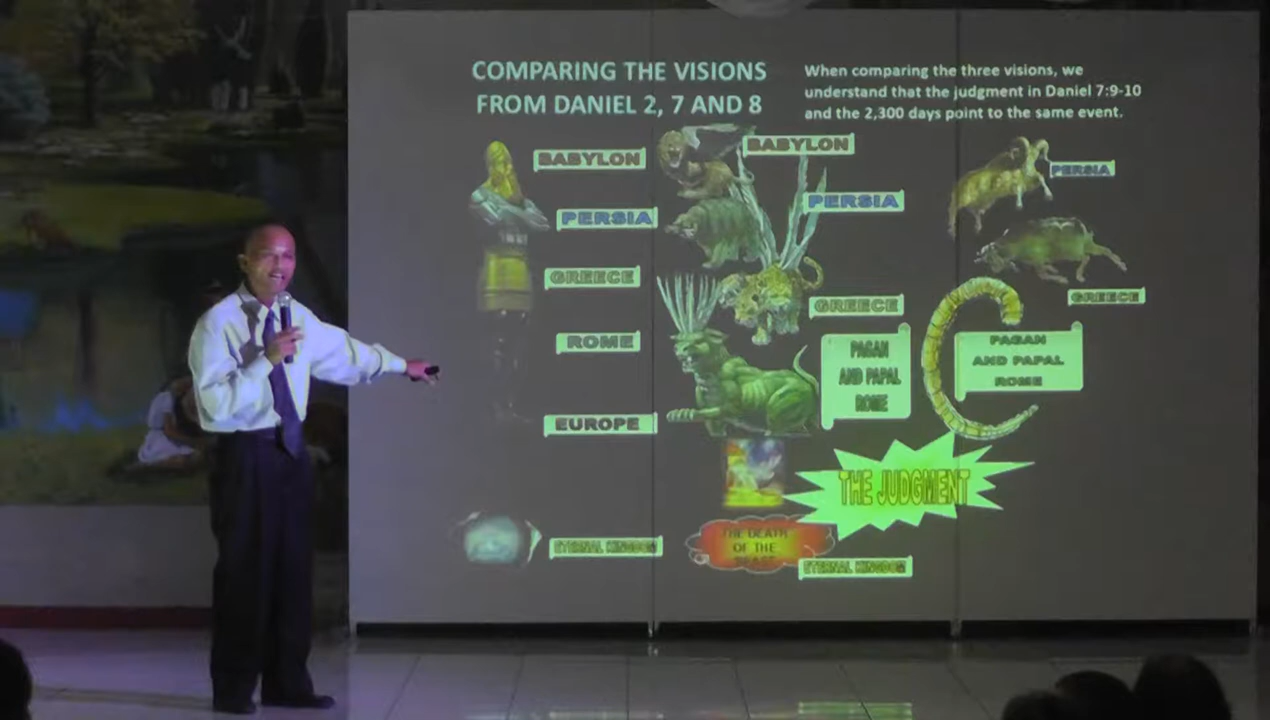 COMPARING THE VISIONS
FROM DANIEL 2, 7 AND 8
When comparing the three visions, we
understand that the judgment in Daniel 7:9-10
and the 2,300 days point to the same event.
BABYLON
PERSIA
GREECE
ROME
EUROPE
ETERNAL KINGDOM
BABYLON
PERSIA
GREECE
PAGAN
AND PAPAL
ROME
THE JUDGMENT
THE DEATH
OF THE
ETERNAL KINGDOM
PERSIA
GREECE
PAGAN
AND PAPAL
ROME